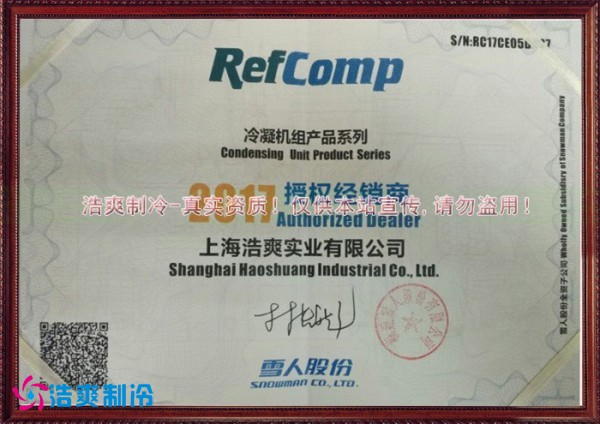 RefComp
冷凝机组产品系列
Condensing Unit Product Series
2017 授权经销商
Authorized Dealer
浩爽制冷-真实资质！仅供本站宣传,请勿盗用！
上海浩爽实业有限公司
Shanghai Haoshuang Industrial Co., Ltd.
雪人股份
SNOWMAN CO., LTD.
浩爽制冷
雪人股份全资子公司 Wholly Owned Subsidiary of Snowman Company